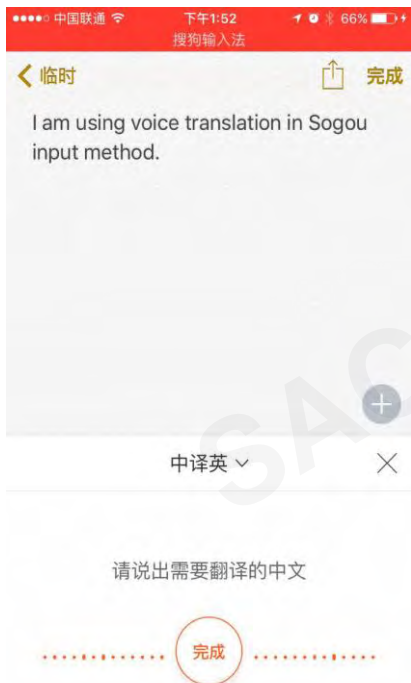 中国联通 下午1:52 66%
搜狗输入法
临时 完成
I am using voice translation in Sogou
input method.
SAC
中译英
请说出需要翻译的中文
完成